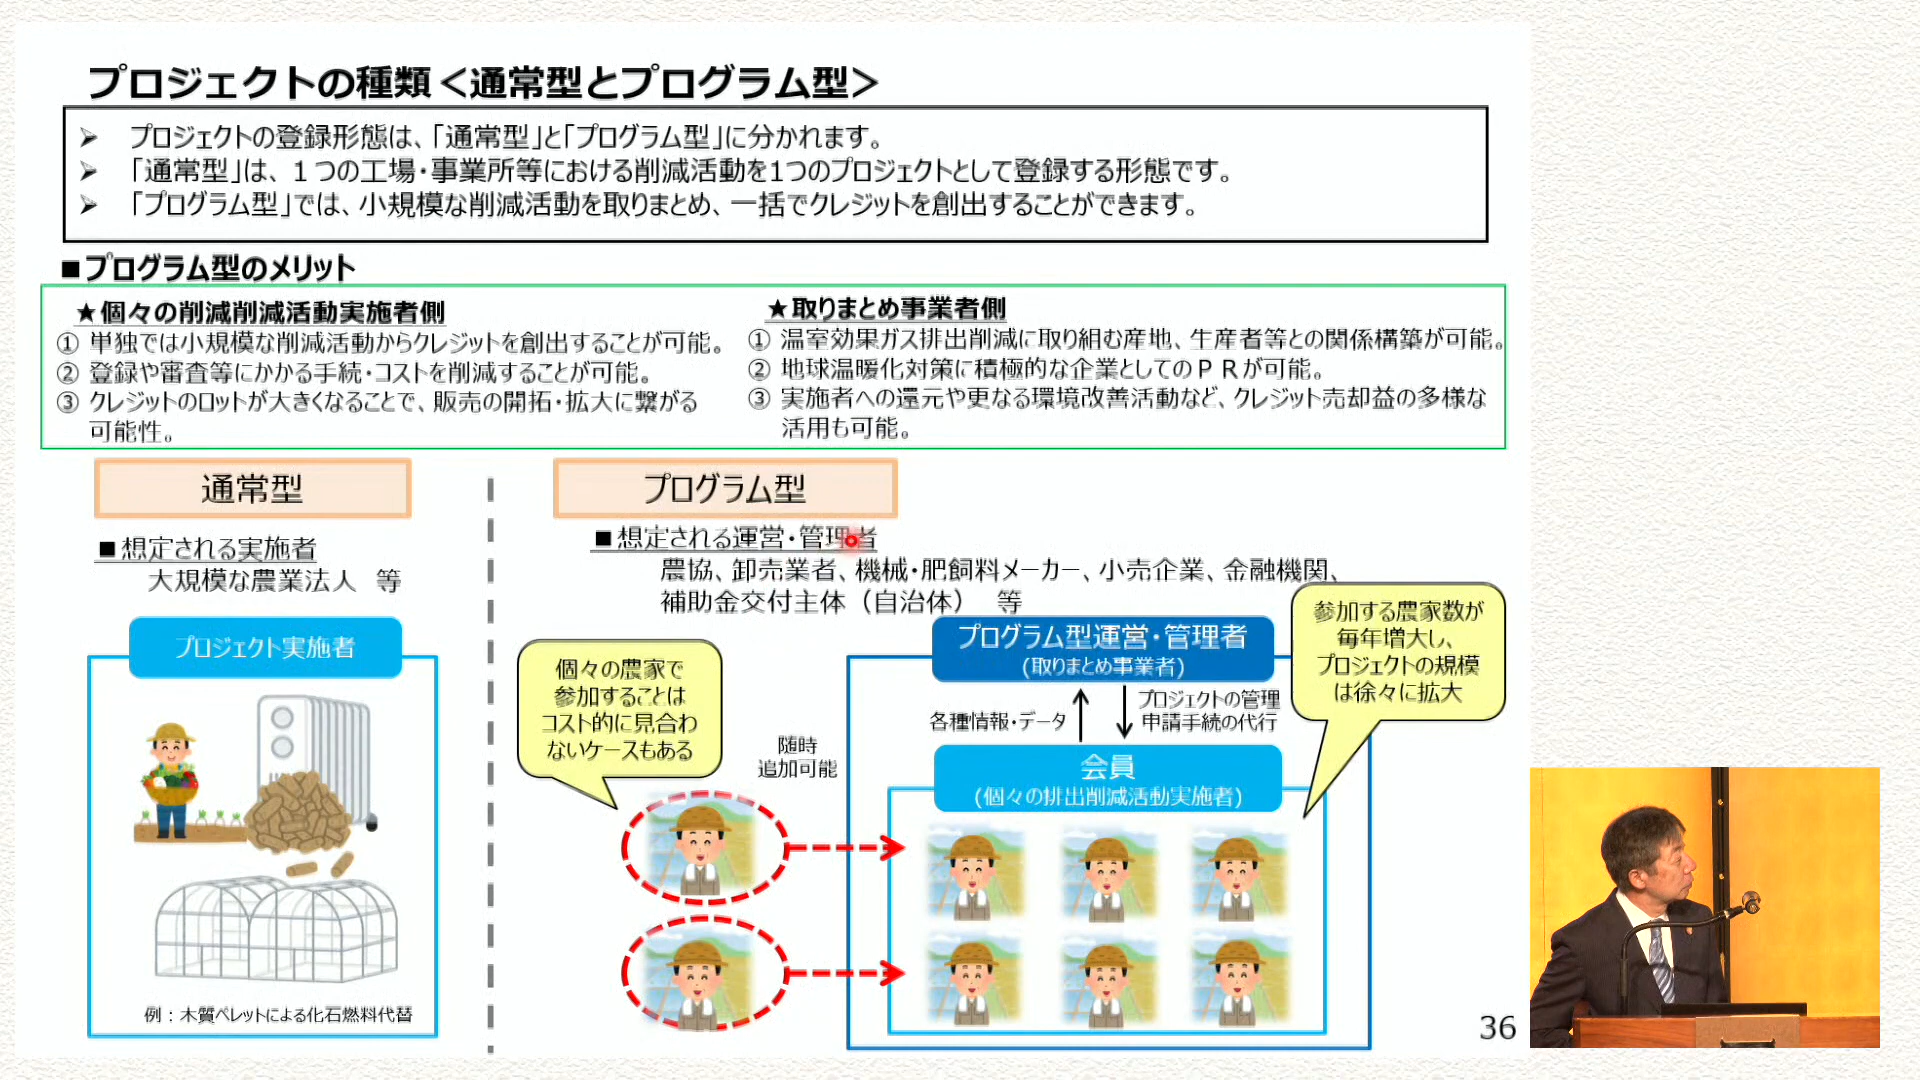 プロジェクトの種類＜通常型とプログラム型＞
➢ プロジェクトの登録形態は、「通常型」と「プログラム型」に分かれます。
➢ 「通常型」は、１つの工場・事業所等における削減活動を1つのプロジェクトとして登録する形態です。
➢ 「プログラム型」では、小規模な削減活動を取りまとめ、一括でクレジットを創出することができます。
■プログラム型のメリット
★個々の削減削減活動実施者側
① 単独では小規模な削減活動からクレジットを創出することが可能。
② 登録や審査等にかかる手続・コストを削減することが可能。
③ クレジットのロットが大きくなることで、販売の開拓・拡大に繋がる
可能性。
★取りまとめ事業者側
① 温室効果ガス排出削減に取り組む産地、生産者等との関係構築が可能。
② 地球温暖化対策に積極的な企業としてのＰＲが可能。
③ 実施者への還元や更なる環境改善活動など、クレジット売却益の多様な
活用も可能。
通常型
■想定される実施者
大規模な農業法人 等
プロジェクト実施者
例：木質ペレットによる化石燃料代替
プログラム型
■想定される運営・管理者
農協、卸売業者、機械・肥飼料メーカー、小売企業、金融機関、
補助金交付主体（自治体） 等
個々の農家で
参加することは
コスト的に見合わ
ないケースもある
随時
追加可能
プログラム型運営・管理者
(取りまとめ事業者)
各種情報・データ
プロジェクトの管理
申請手続の代行
会員
(個々の排出削減活動実施者)
参加する農家数が
毎年増大し、
プロジェクトの規模
は徐々に拡大
36